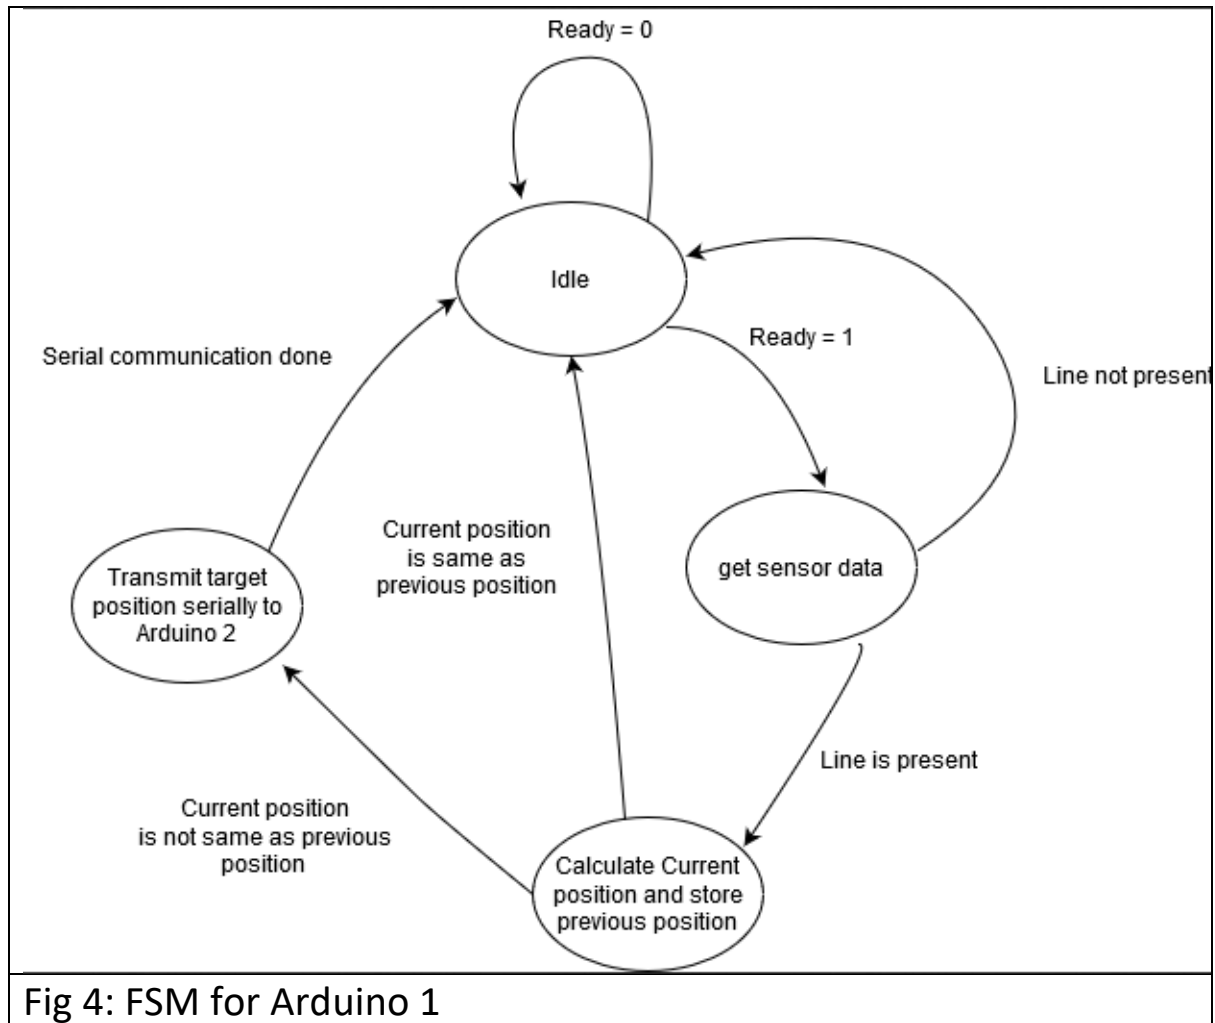 Ready = 0
Idle
Ready = 1
Serial communication done
Line not present
Current position
is same as
previous position
get sensor data
Transmit target
position serially to
Arduino 2
Line is present
Current position
is not same as previous
position
Calculate Current
position and store
previous position
Fig 4: FSM for Arduino 1